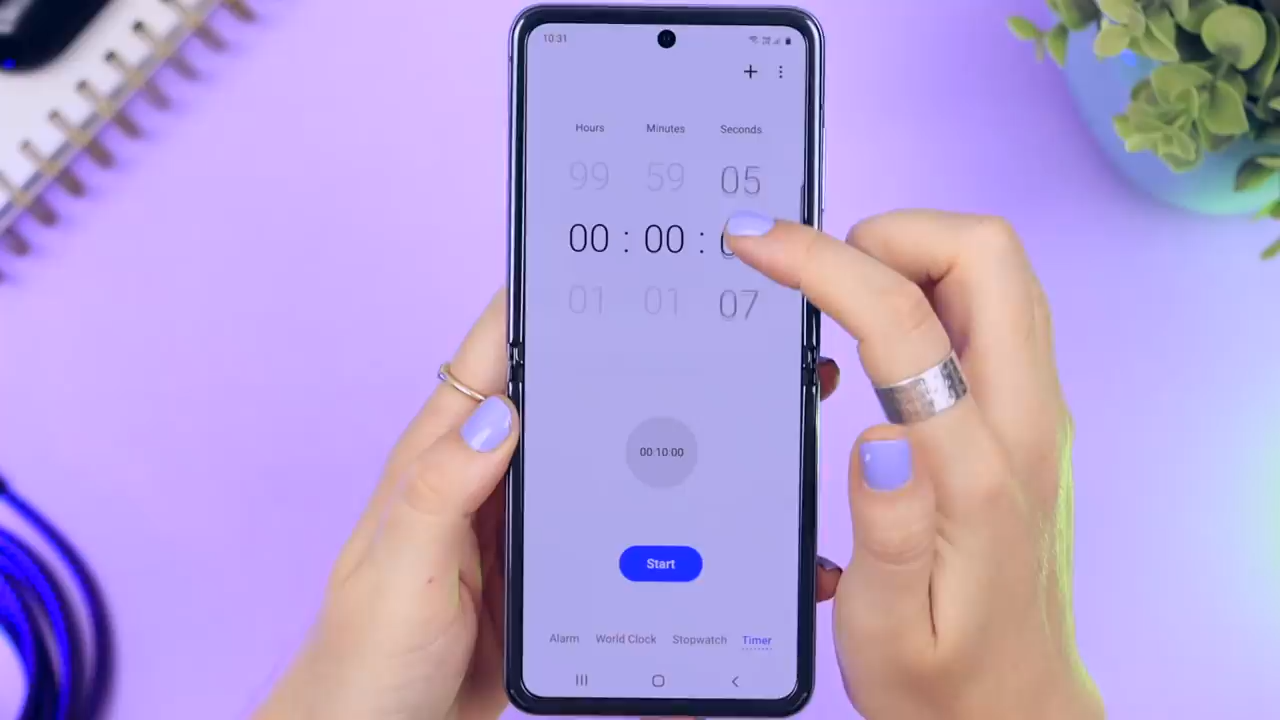 10:31
Hours Minutes Seconds
99 59 05
00 : 00 :
01 01 07
00:10:00
Start
Alarm World Clock Stopwatch Timer